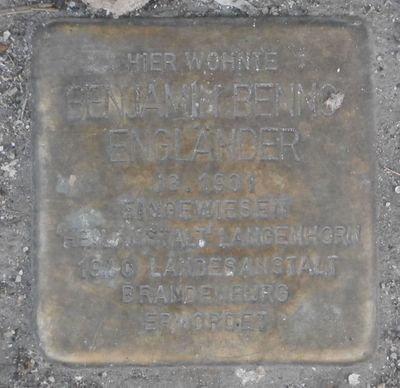 HIER WOHNTE
BENJAMIN BENNO
ENGLÄNDER
JG. 1901
EINGEWIESEN
HEILANSTALT LANGENHORN
1940 LANDESANSTALT
BRANDENBURG
ERMORDET